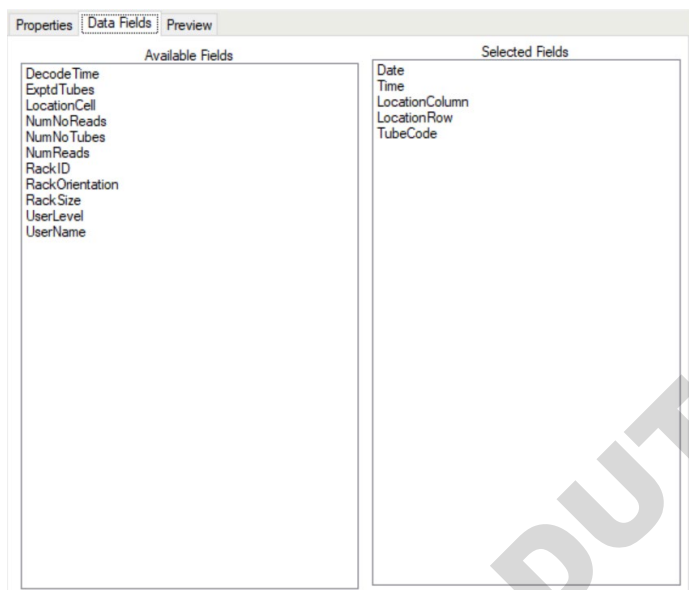 Properties Data Fields Preview
Available Fields
DecodeTime
ExptdTubes
LocationCell
NumNoReads
NumNoTubes
NumReads
RackID
RackOrientation
RackSize
UserLevel
UserName
Selected Fields
Date
Time
LocationColumn
LocationRow
TubeCode